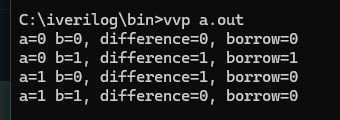 C:\iverilog\bin>vvp a.out
a=0 b=0, difference=0, borrow=0
a=0 b=1, difference=1, borrow=1
a=1 b=0, difference=1, borrow=0
a=1 b=1, difference=0, borrow=0